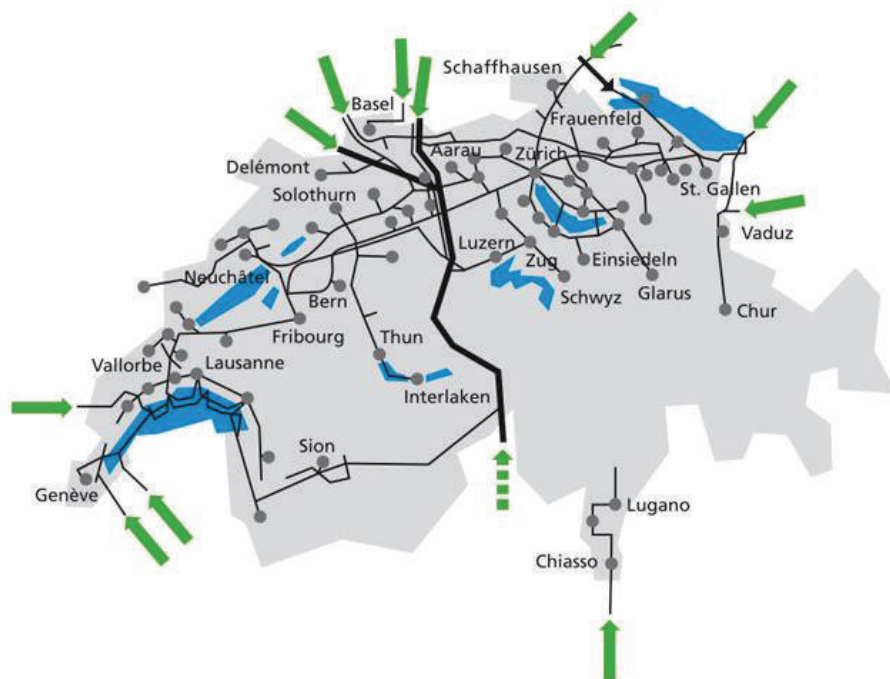 Schaffhausen
Basel
Frauenfeld
Aarau
Zürich
Delémont
Solothurn
St. Gallen
Vaduz
Luzern
Zug
Einsiedeln
Neuchâtel
Bern
Schwyz
Glarus
Chur
Fribourg
Thun
Vallorbe
Lausanne
Interlaken
Sion
Genève
Lugano
Chiasso